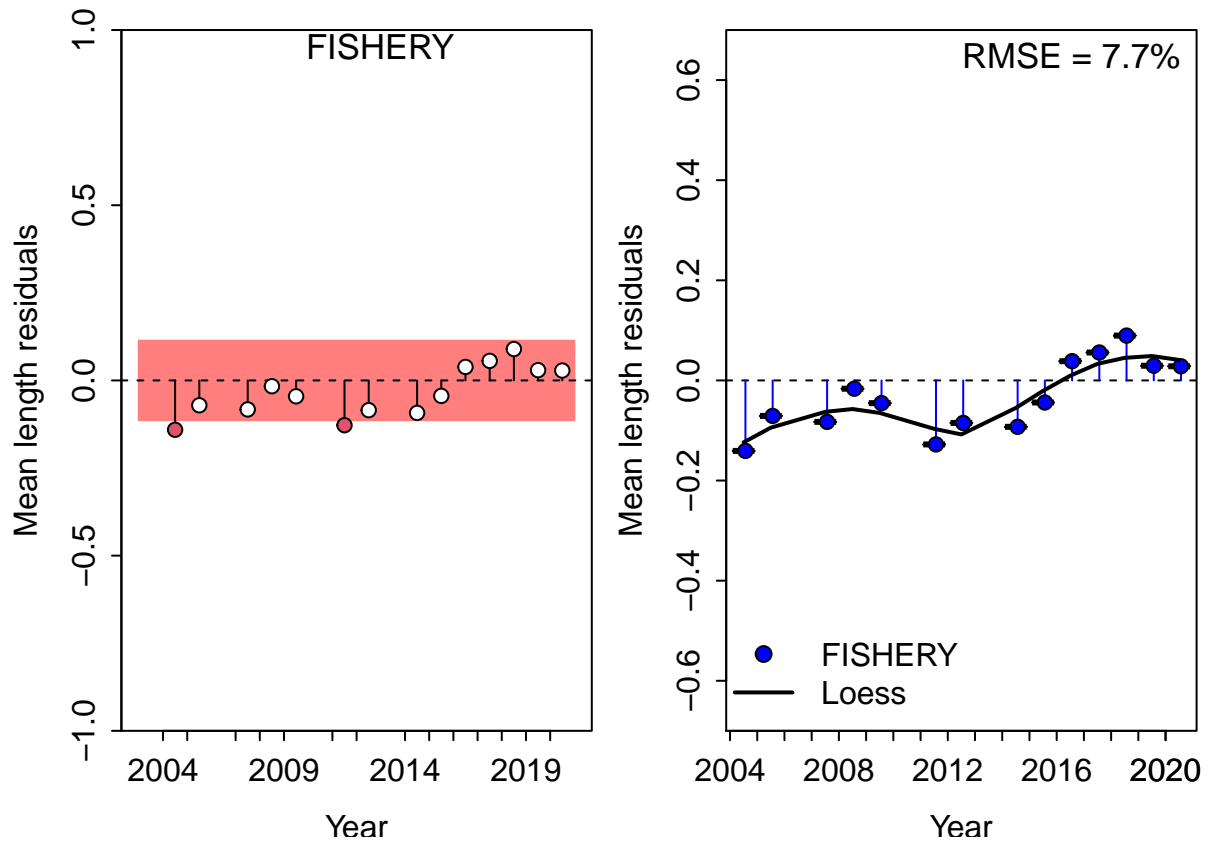 FISHERY
1.0
0.5
0.0
−0.5
−1.0
Mean length residuals
2004 2009 2014 2019
Year
RMSE = 7.7%
0.6
0.4
0.2
0.0
−0.2
−0.4
−0.6
Mean length residuals
FISHERY
Loess
2004 2008 2012 2016 2020
Year